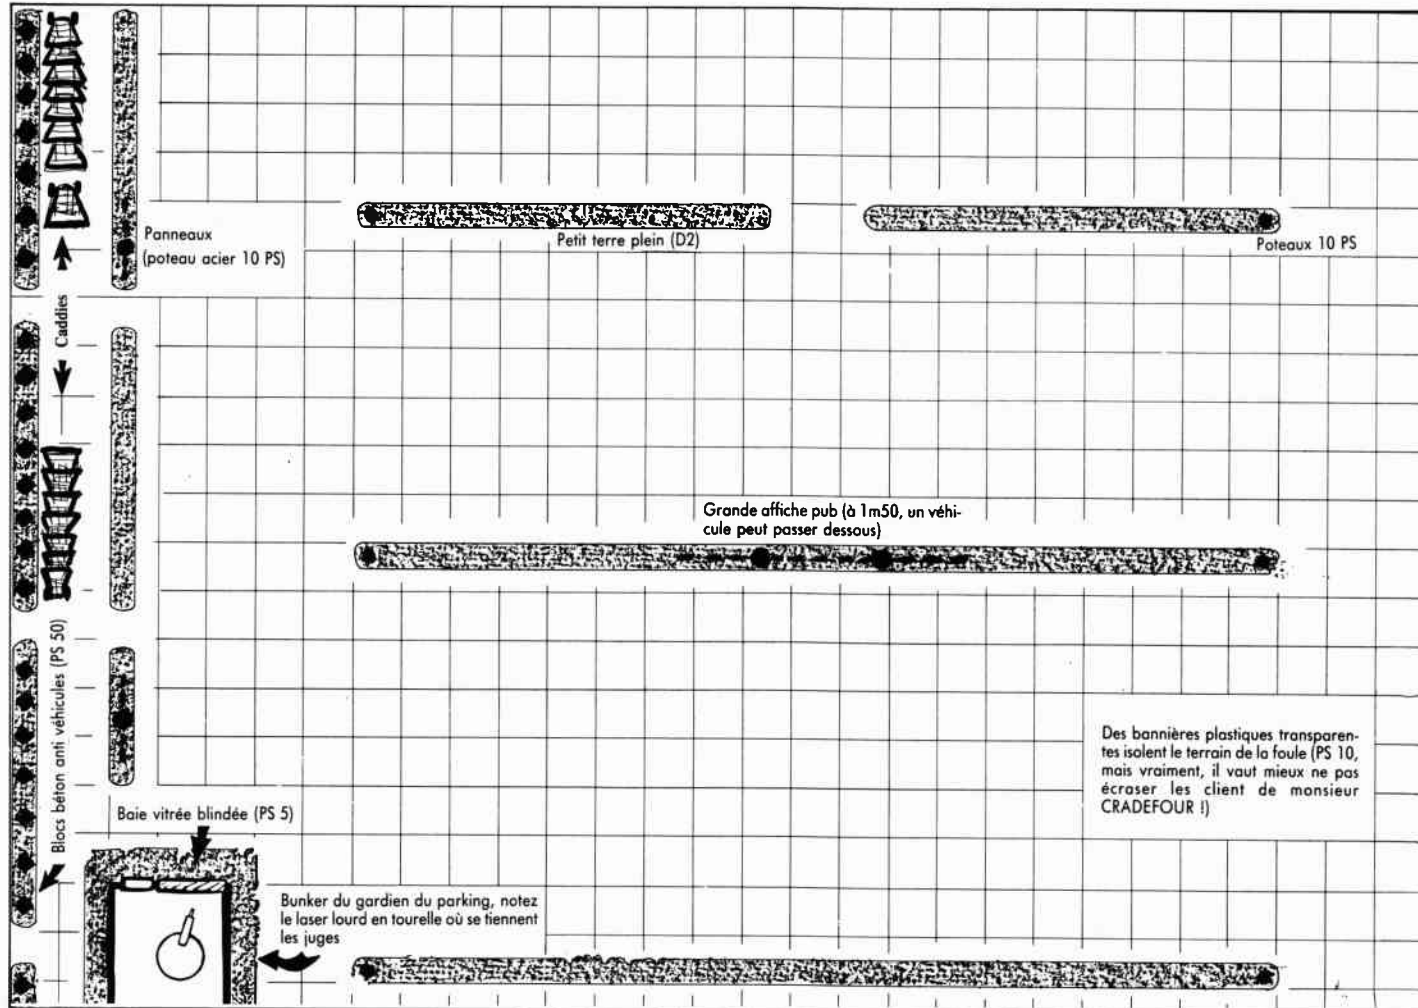 Panneaux
(poteau acier 10 PS)
Petit terre plein (D2)
Poteaux 10 PS
Caddies
Grande affiche pub (à 1m50, un véhi-
cule peut passer dessous)
Blocs béton anti véhicules (PS 50)
Des bannières plastiques transparen-
tes isolent le terrain de la foule (PS 10,
mais vraiment, il vaut mieux ne pas
écraser les client de monsieur
CRADEFOUR !)
Baie vitrée blindée (PS 5)
Bunker du gardien du parking, notez
le laser lourd en tourelle où se tiennent
les juges